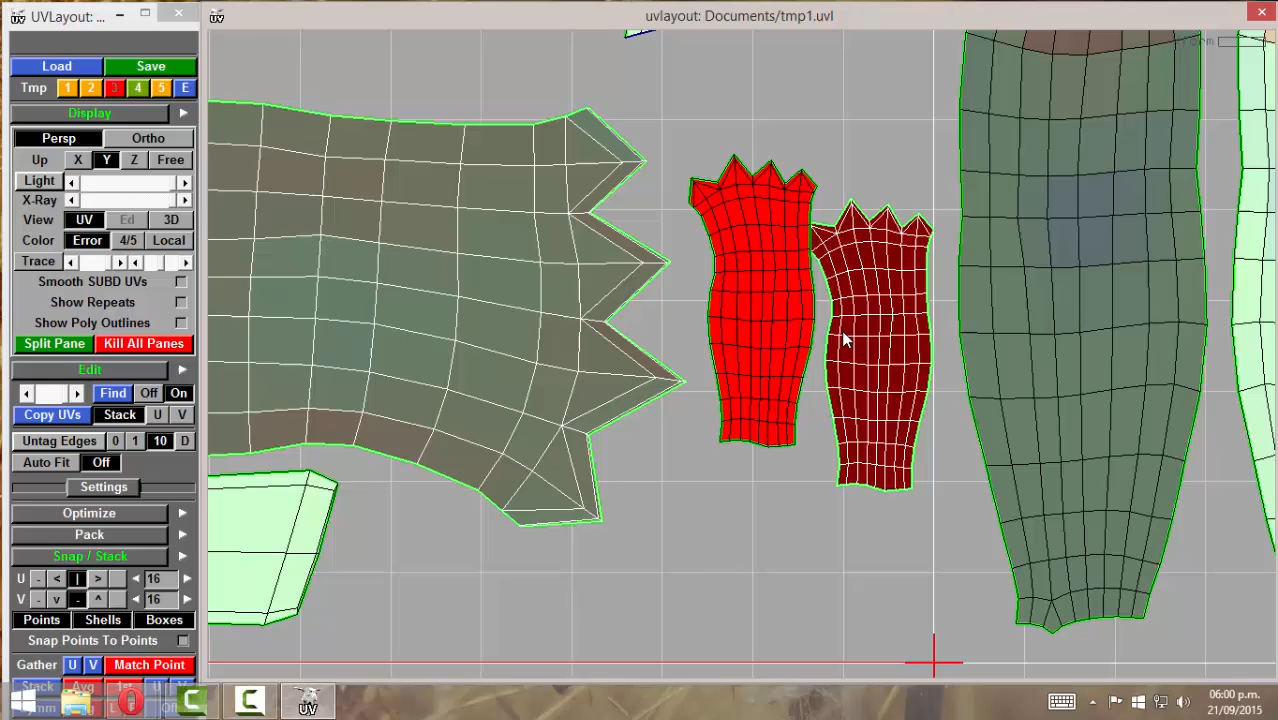 UVLayout: ...
uvlayout: Documents/tmp1.uvl
Load Save
Tmp 1 2 3 4 5 E
Display
Persp Ortho
Up X Y Z Free
Light
X-Ray
View UV Ed 3D
Color Error 4/5 Local
Trace
Smooth SUBD UVs
Show Repeats
Show Poly Outlines
Split Pane Kill All Panes
Edit
Find Off On
Copy UVs Stack U V
Untag Edges 0 1 10 D
Auto Fit Off
Settings
Optimize
Pack
Snap / Stack
U - < | > 16
V - v - ^ 16
Points Shells Boxes
Snap Points To Points
Gather U V Match Point
Stack Avg 1st
UV
06:00 p.m.
21/09/2015